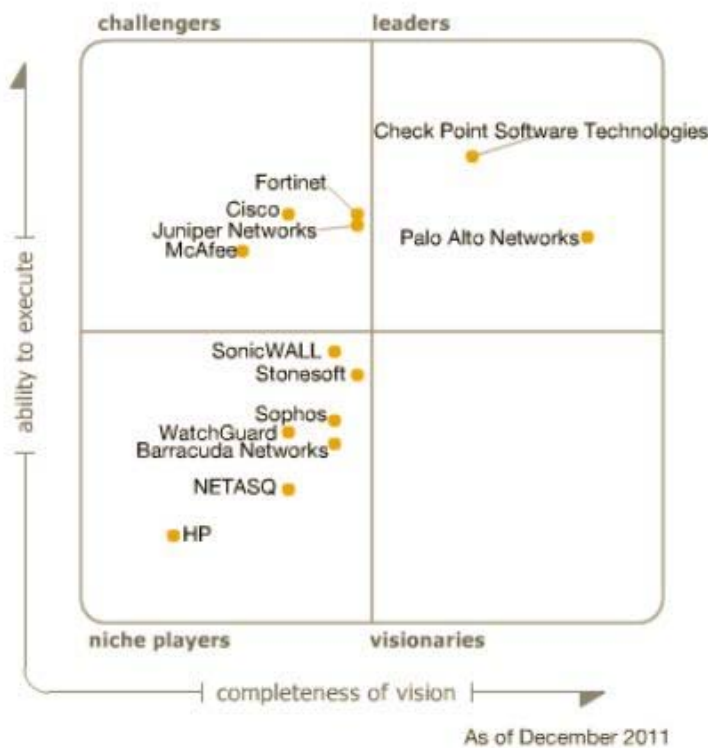 challengers
leaders
Check Point Software Technologies
Fortinet
Cisco
Juniper Networks
McAfee
Palo Alto Networks
ability to execute
SonicWALL
Stonesoft
Sophos
WatchGuard
Barracuda Networks
NETASQ
HP
niche players
visionaries
completeness of vision
As of December 2011